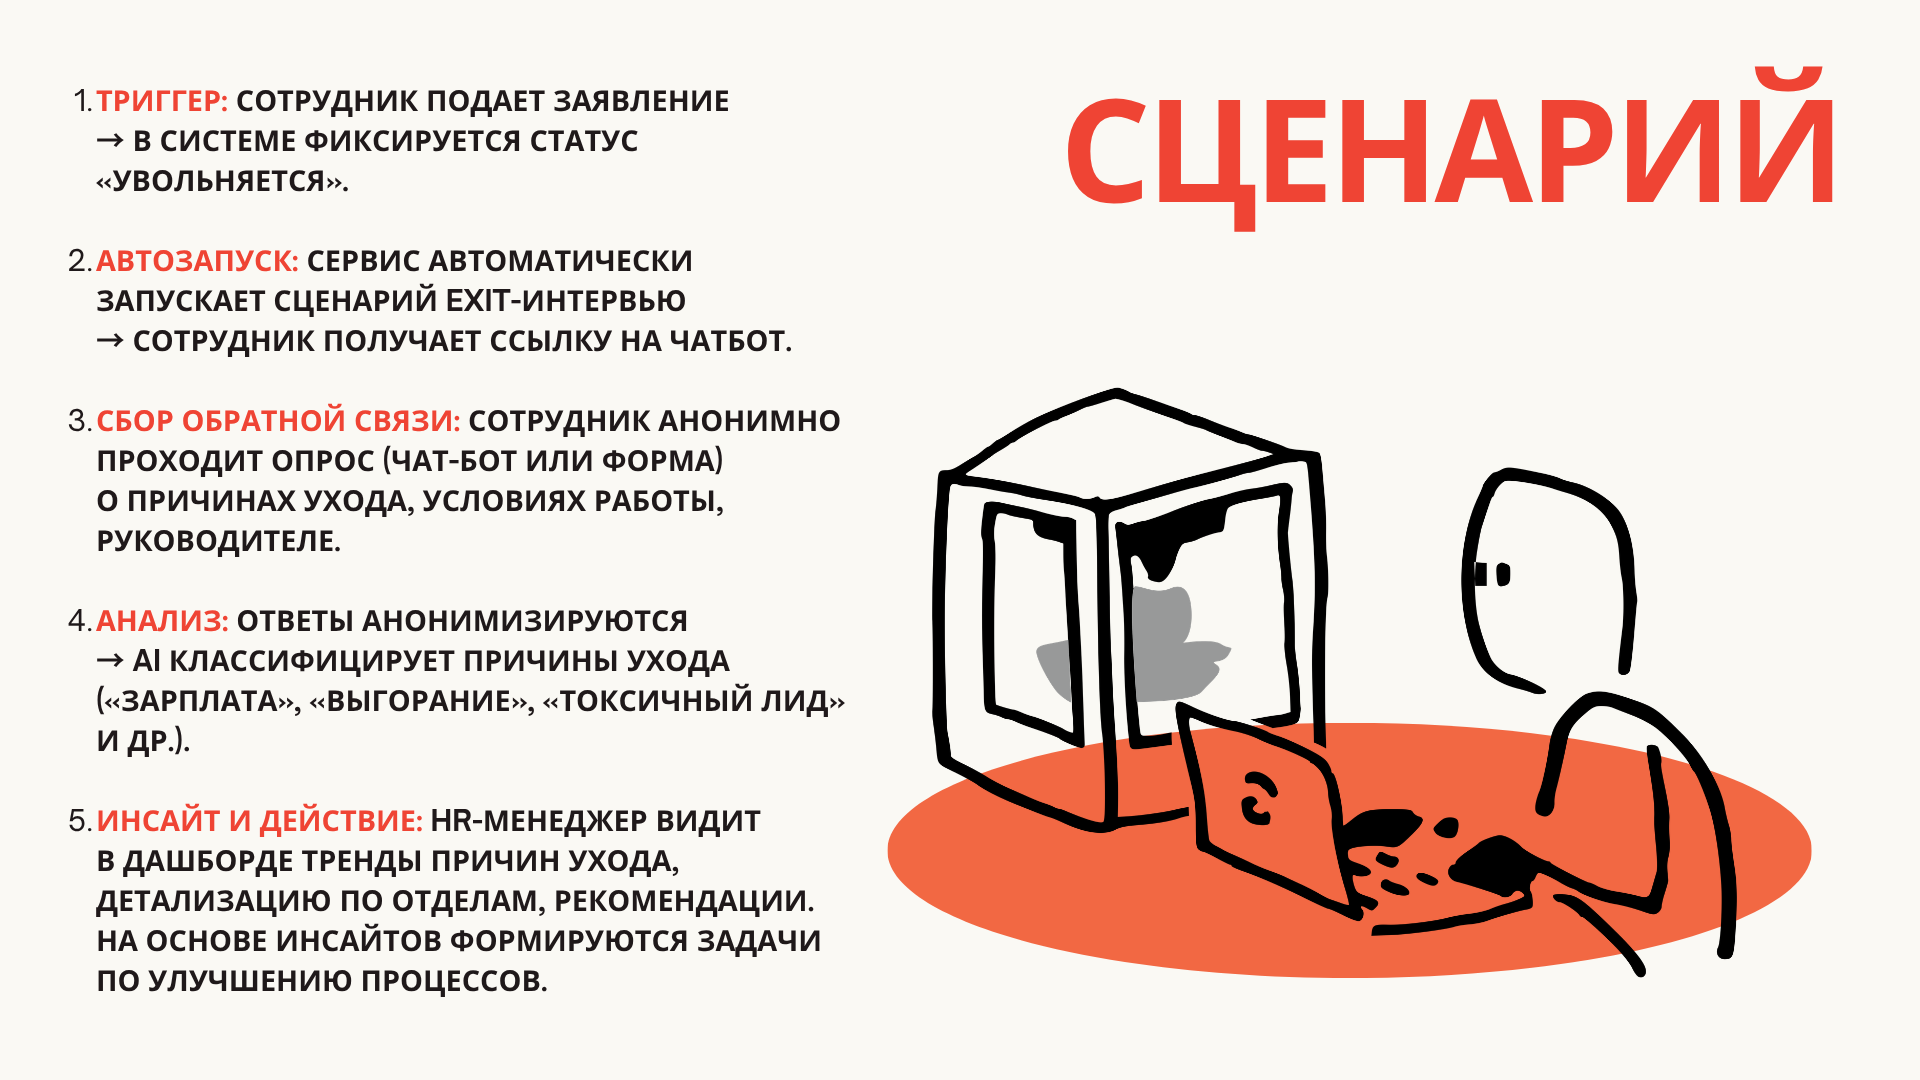 СЦЕНАРИЙ
1. ТРИГГЕР: СОТРУДНИК ПОДАЕТ ЗАЯВЛЕНИЕ
→ В СИСТЕМЕ ФИКСИРУЕТСЯ СТАТУС
«УВОЛЬНЯЕТСЯ».
2. АВТОЗАПУСК: СЕРВИС АВТОМАТИЧЕСКИ
ЗАПУСКАЕТ СЦЕНАРИЙ EXIT-ИНТЕРВЬЮ
→ СОТРУДНИК ПОЛУЧАЕТ ССЫЛКУ НА ЧАТБОТ.
3. СБОР ОБРАТНОЙ СВЯЗИ: СОТРУДНИК АНОНИМНО
ПРОХОДИТ ОПРОС (ЧАТ-БОТ ИЛИ ФОРМА)
О ПРИЧИНАХ УХОДА, УСЛОВИЯХ РАБОТЫ,
РУКОВОДИТЕЛЕ.
4. АНАЛИЗ: ОТВЕТЫ АНОНИМИЗИРУЮТСЯ
→ AI КЛАССИФИЦИРУЕТ ПРИЧИНЫ УХОДА
(«ЗАРПЛАТА», «ВЫГОРАНИЕ», «ТОКСИЧНЫЙ ЛИД»
И ДР.).
5. ИНСАЙТ И ДЕЙСТВИЕ: HR-МЕНЕДЖЕР ВИДИТ
В ДАШБОРДЕ ТРЕНДЫ ПРИЧИН УХОДА,
ДЕТАЛИЗАЦИЮ ПО ОТДЕЛАМ, РЕКОМЕНДАЦИИ.
НА ОСНОВЕ ИНСАЙТОВ ФОРМИРУЮТСЯ ЗАДАЧИ
ПО УЛУЧШЕНИЮ ПРОЦЕССОВ.